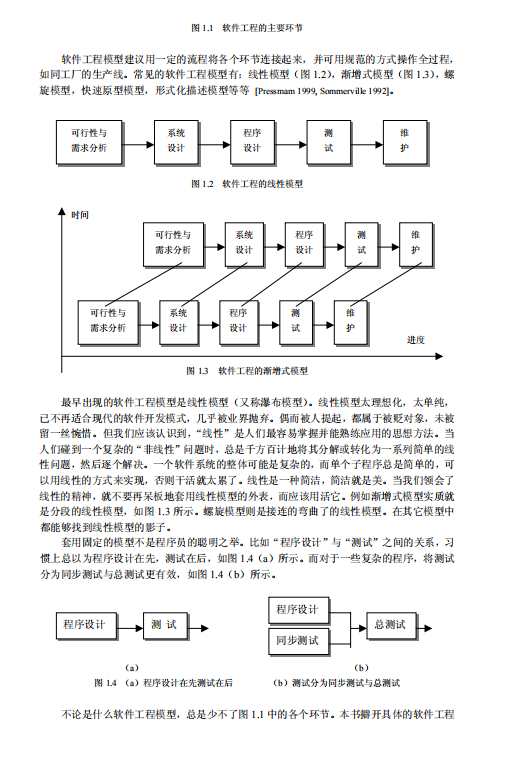 图 1.1 软件工程的主要环节
软件工程模型建议用一定的流程将各个环节连接起来，并可用规范的方式操作全过程，
如同工厂的生产线。常见的软件工程模型有：线性模型（图 1.2），渐增式模型（图 1.3），螺
旋模型，快速原型模型，形式化描述模型等等 [Pressmam 1999, Sommerville 1992]。
可行性与
需求分析
系统
设计
程序
设计
测
试
维
护
图 1.2 软件工程的线性模型
时间
可行性与
需求分析
系统
设计
程序
设计
测
试
维
护
可行性与
需求分析
系统
设计
程序
设计
测
试
维
护
进度
图 1.3 软件工程的渐增式模型
最早出现的软件工程模型是线性模型（又称瀑布模型）。线性模型太理想化，太单纯，
已不再适合现代的软件开发模式，几乎被业界抛弃。偶而被人提起，都属于被贬对象，未被
留一丝惋惜。但我们应该认识到，“线性”是人们最容易掌握并能熟练应用的思想方法。当
人们碰到一个复杂的“非线性”问题时，总是千方百计地将其分解或转化为一系列简单的线
性问题，然后逐个解决。一个软件系统的整体可能是复杂的，而单个子程序总是简单的，可
以用线性的方式来实现，否则干活就太累了。线性是一种简洁，简洁就是美。当我们领会了
线性的精神，就不要再呆板地套用线性模型的外表，而应该用活它。例如渐增式模型实质就
是分段的线性模型，如图 1.3 所示。螺旋模型则是接连的弯曲了的线性模型。在其它模型中
都能够找到线性模型的影子。
套用固定的模型不是程序员的聪明之举。比如“程序设计”与“测试”之间的关系，习
惯上总以为程序设计在先，测试在后，如图 1.4（a）所示。而对于一些复杂的程序，将测试
分为同步测试与总测试更有效，如图 1.4（b）所示。
程序设计
测 试
程序设计
同步测试
总测试
（a） （b）
图 1.4 （a）程序设计在先测试在后 （b）测试分为同步测试与总测试
不论是什么软件工程模型，总是少不了图 1.1 中的各个环节。本书掰开具体的软件工程